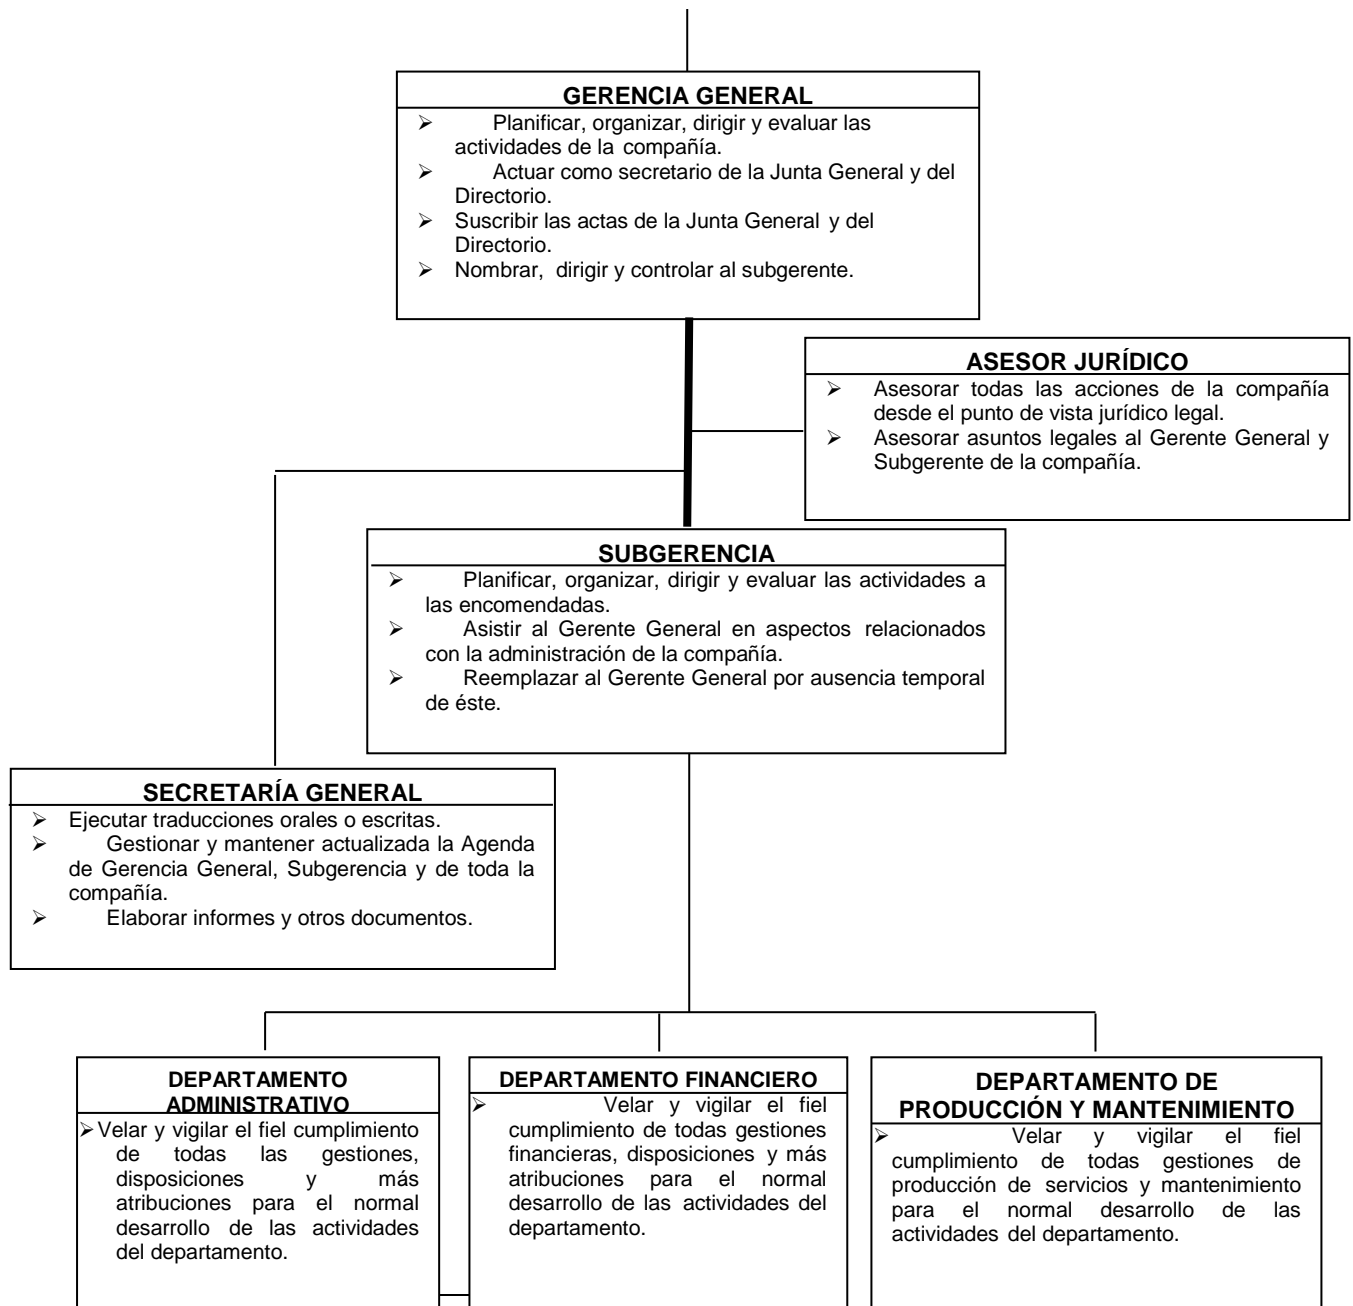 GERENCIA GENERAL
➢ Planificar, organizar, dirigir y evaluar las
actividades de la compañía.
➢ Actuar como secretario de la Junta General y del
Directorio.
➢ Suscribir las actas de la Junta General y del
Directorio.
➢ Nombrar, dirigir y controlar al subgerente.
ASESOR JURÍDICO
➢ Asesorar todas las acciones de la compañía
desde el punto de vista jurídico legal.
➢ Asesorar asuntos legales al Gerente General y
Subgerente de la compañía.
SUBGERENCIA
➢ Planificar, organizar, dirigir y evaluar las actividades a
las encomendadas.
➢ Asistir al Gerente General en aspectos relacionados
con la administración de la compañía.
➢ Reemplazar al Gerente General por ausencia temporal
de éste.
SECRETARÍA GENERAL
➢ Ejecutar traducciones orales o escritas.
➢ Gestionar y mantener actualizada la Agenda
de Gerencia General, Subgerencia y de toda la
compañía.
➢ Elaborar informes y otros documentos.
DEPARTAMENTO
ADMINISTRATIVO
➢ Velar y vigilar el fiel cumplimiento
de todas las gestiones,
disposiciones y más
atribuciones para el normal
desarrollo de las actividades
del departamento.
DEPARTAMENTO FINANCIERO
➢ Velar y vigilar el fiel
cumplimiento de todas gestiones
financieras, disposiciones y más
atribuciones para el normal
desarrollo de las actividades del
departamento.
DEPARTAMENTO DE
PRODUCCIÓN Y MANTENIMIENTO
➢ Velar y vigilar el fiel
cumplimiento de todas gestiones de
producción de servicios y mantenimiento
para el normal desarrollo de las
actividades del departamento.